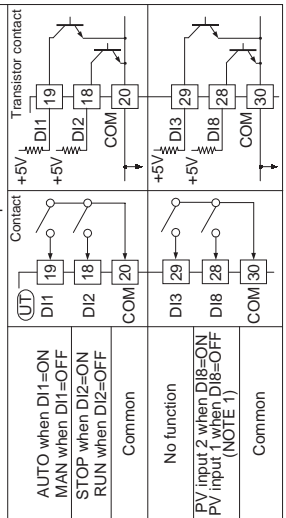 Contact
Transistor contact
AUTO when DI1=ON
MAN when DI1=OFF
UT
DI1
19
+5V
DI1
19
STOP when DI2=ON
RUN when DI2=OFF
DI2
18
+5V
DI2
18
Common
COM
20
COM
20
No function
DI3
29
+5V
DI3
29
PV input 2 when DI8=ON
PV input 1 when DI8=OFF
(NOTE 1)
DI8
28
+5V
DI8
28
Common
COM
30
COM
30